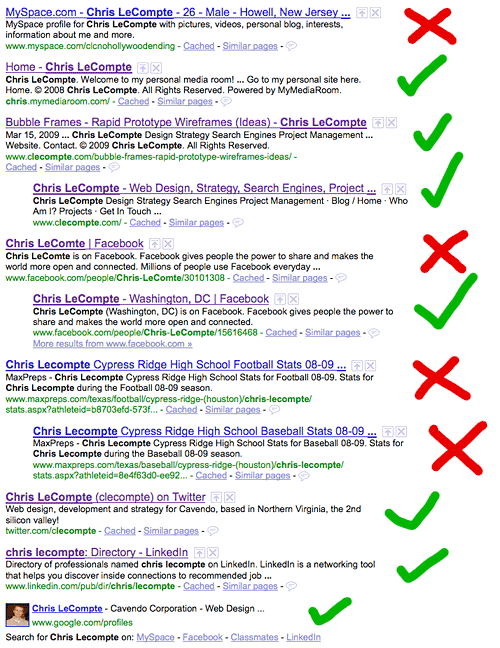 MySpace.com - Chris LeCompte - 26 - Male - Howell, New Jersey ...
MySpace profile for Chris LeCompte with pictures, videos, personal blog, interests,
information about me and more.
www.myspace.com/clcnohollywoodending - Cached - Similar pages -
Home - Chris LeCompte
Chris LeCompte. Welcome to my personal media room! ... Go to my personal site here.
Home. © 2008 Chris LeCompte. All Rights Reserved. Powered by MyMediaRoom.
chris.mymediaroom.com/ - Cached - Similar pages -
Bubble Frames - Rapid Prototype Wireframes (Ideas) - Chris LeCompte
Mar 15, 2009 ... Chris LeCompte Design Strategy Search Engines Project Management ...
Website. Contact. © 2009 Chris LeCompte. All Rights Reserved.
www.clecompte.com/bubble-frames-rapid-prototype-wireframes-ideas/ -
Cached - Similar pages -
Chris LeCompte - Web Design, Strategy, Search Engines, Project ...
Chris LeCompte Design Strategy Search Engines Project Management · Blog / Home · Who
Am I? Projects · Get In Touch ...
www.clecompte.com/ - Cached - Similar pages -
Chris LeComte | Facebook
Chris LeComte is on Facebook. Facebook gives people the power to share and makes the
world more open and connected. Millions of people use Facebook everyday ...
www.facebook.com/people/Chris-LeComte/30101308 - Cached - Similar pages -
Chris LeCompte - Washington, DC | Facebook
Chris LeCompte (Washington, DC) is on Facebook. Facebook gives people the power to
share and makes the world more open and connected.
www.facebook.com/people/Chris-LeCompte/15616468 - Cached - Similar pages -
More results from www.facebook.com »
Chris Lecompte Cypress Ridge High School Football Stats 08-09 ...
MaxPreps - Chris Lecompte Cypress Ridge High School Stats for Football 08-09. Stats for
Chris Lecompte during the Football 08-09 season.
www.maxpreps.com/texas/football/cypress-ridge-(houston)/chris-lecompte/
stats.aspx?athleteid=b8703efd-573f... - Cached - Similar pages -
Chris Lecompte Cypress Ridge High School Baseball Stats 08-09 ...
MaxPreps - Chris Lecompte Cypress Ridge High School Stats for Baseball 08-09. Stats for
Chris Lecompte during the Baseball 08-09 season.
www.maxpreps.com/texas/baseball/cypress-ridge-(houston)/chris-lecompte/
stats.aspx?athleteid=8e4f63d0-ee92... - Cached - Similar pages -
Chris LeCompte (clecompte) on Twitter
Web design, development and strategy for Cavendo, based in Northern Virginia, the 2nd
silicon valley!
twitter.com/clecompte - Cached - Similar pages -
chris lecompte: Directory - LinkedIn
Directory of professionals named chris lecompte on LinkedIn. LinkedIn is a networking tool
that helps you discover inside connections to recommended job ...
www.linkedin.com/pub/dir/chris/lecompte - Cached - Similar pages -
Chris LeCompte - Cavendo Corporation - Web Design ...
www.google.com/profiles
Search for Chris Lecompte on: MySpace - Facebook - Classmates - LinkedIn